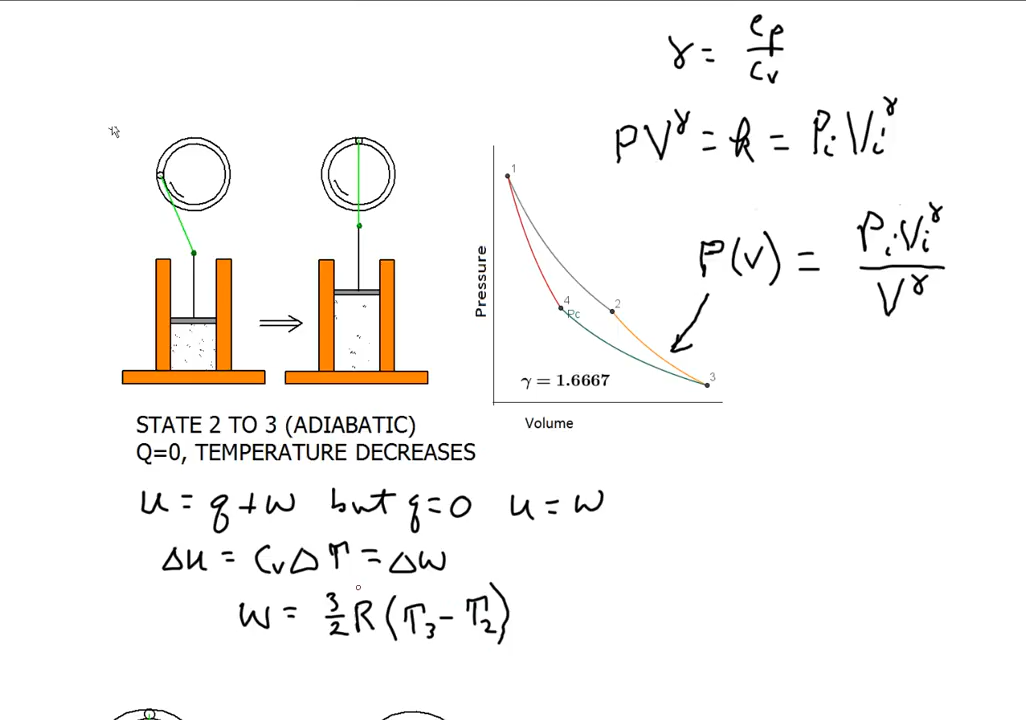 γ = cp/cv
PV^γ = k = PiVi^γ
P(v) = PiVi^γ / V^γ
1
2
4
Pc
3
Pressure
γ = 1.6667
Volume
STATE 2 TO 3 (ADIABATIC)
Q=0, TEMPERATURE DECREASES
u = q + w but q = 0 u = w
Δu = CvΔT = Δw
w = 3/2 R (T3 - T2)